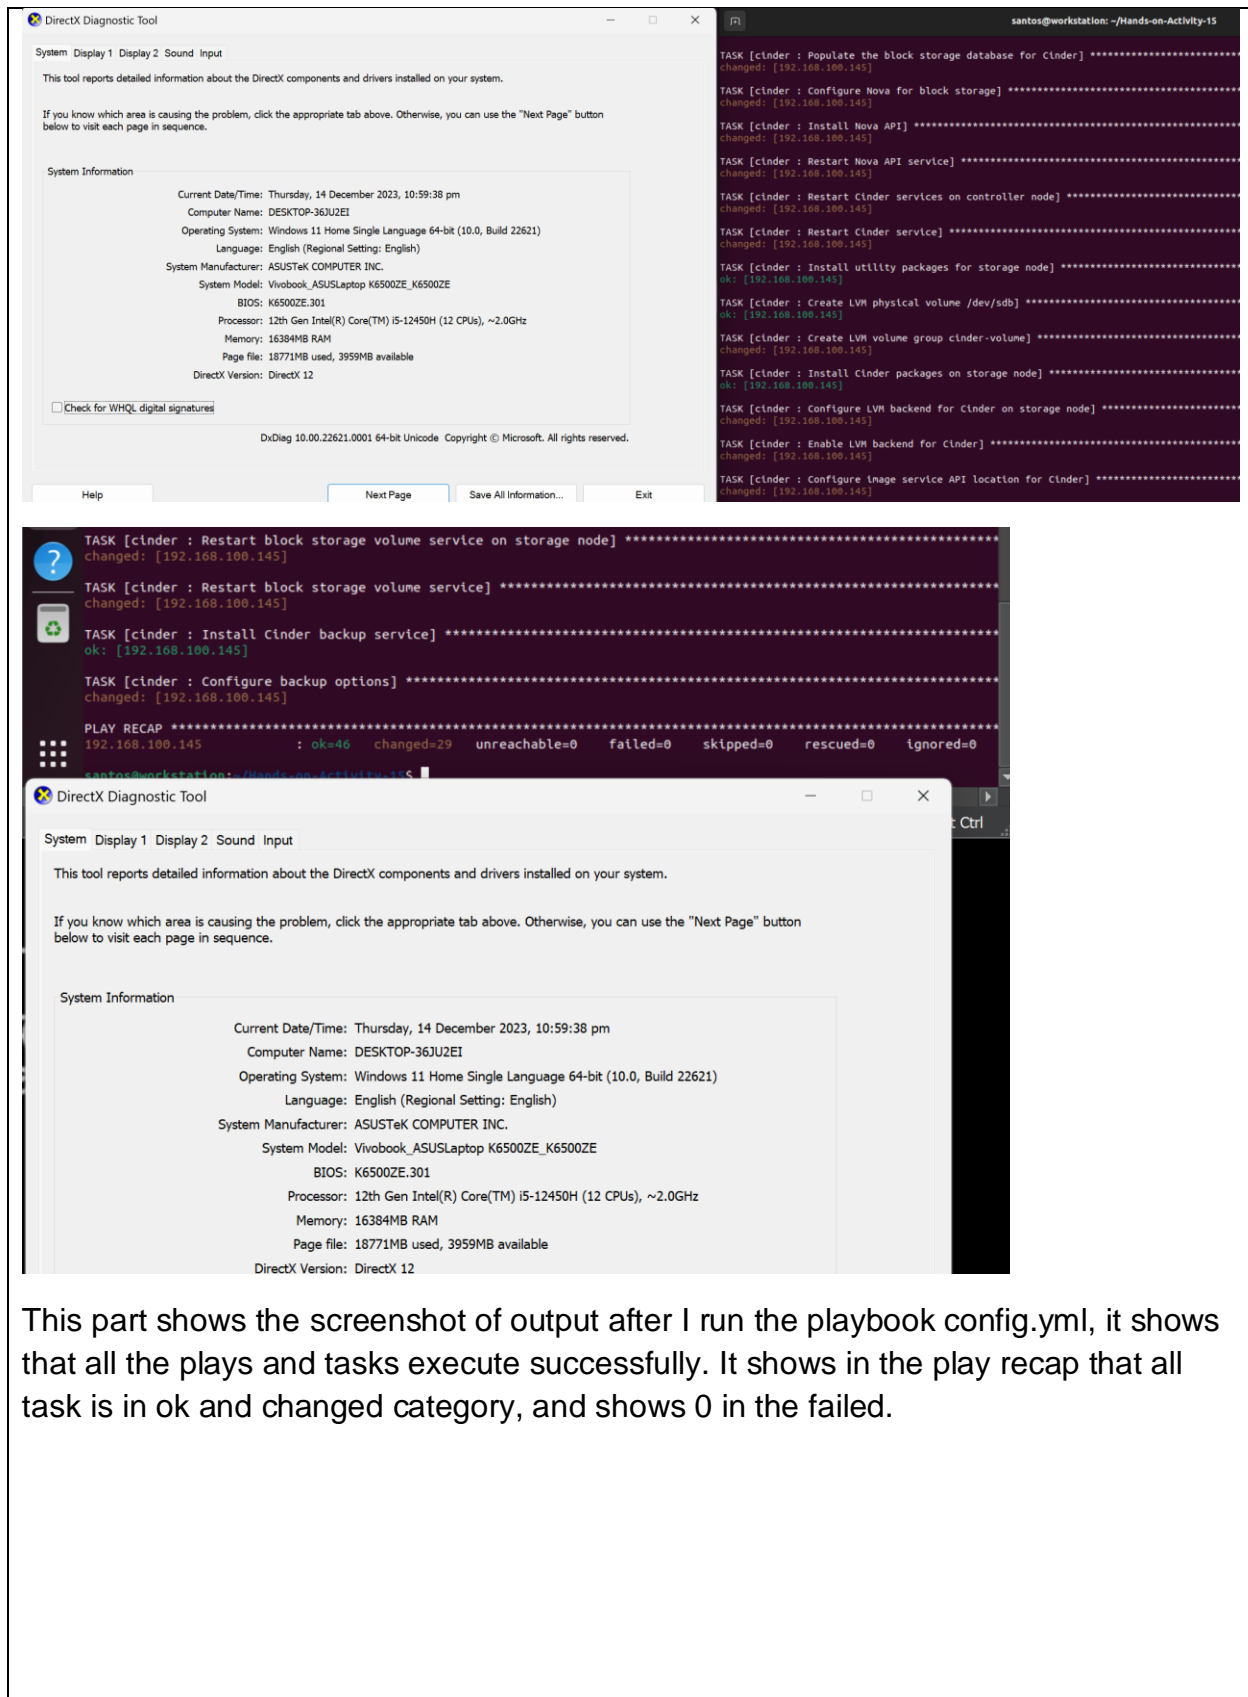 DirectX Diagnostic Tool
System Display 1 Display 2 Sound Input
This tool reports detailed information about the DirectX components and drivers installed on your system.
If you know which area is causing the problem, click the appropriate tab above. Otherwise, you can use the "Next Page" button
below to visit each page in sequence.
System Information
Current Date/Time: Thursday, 14 December 2023, 10:59:38 pm
Computer Name: DESKTOP-36JU2EI
Operating System: Windows 11 Home Single Language 64-bit (10.0, Build 22621)
Language: English (Regional Setting: English)
System Manufacturer: ASUSTeK COMPUTER INC.
System Model: Vivobook_ASUSLaptop K6500ZE_K6500ZE
BIOS: K6500ZE.301
Processor: 12th Gen Intel(R) Core(TM) i5-12450H (12 CPUs), ~2.0GHz
Memory: 16384MB RAM
Page file: 18771MB used, 3959MB available
DirectX Version: DirectX 12
Check for WHQL digital signatures
DxDiag 10.00.22621.0001 64-bit Unicode Copyright © Microsoft. All rights reserved.
Help Next Page Save All Information... Exit
santos@workstation: ~/Hands-on-Activity-15
TASK [cinder : Populate the block storage database for Cinder] **************************
changed: [192.168.100.145]
TASK [cinder : Configure Nova for block storage] ****************************************
changed: [192.168.100.145]
TASK [cinder : Install Nova API] ********************************************************
changed: [192.168.100.145]
TASK [cinder : Restart Nova API service] ************************************************
changed: [192.168.100.145]
TASK [cinder : Restart Cinder services on controller node] ******************************
changed: [192.168.100.145]
TASK [cinder : Restart Cinder service] **************************************************
changed: [192.168.100.145]
TASK [cinder : Install utility packages for storage node] *******************************
ok: [192.168.100.145]
TASK [cinder : Create LVM physical volume /dev/sdb] *************************************
ok: [192.168.100.145]
TASK [cinder : Create LVM volume group cinder-volume] ***********************************
changed: [192.168.100.145]
TASK [cinder : Install Cinder packages on storage node] *********************************
ok: [192.168.100.145]
TASK [cinder : Configure LVM backend for Cinder on storage node] ************************
changed: [192.168.100.145]
TASK [cinder : Enable LVM backend for Cinder] *******************************************
changed: [192.168.100.145]
TASK [cinder : Configure image service API location for Cinder] *************************
changed: [192.168.100.145]
TASK [cinder : Restart block storage volume service on storage node] ************************************************
changed: [192.168.100.145]
TASK [cinder : Restart block storage volume service] ****************************************************************
changed: [192.168.100.145]
TASK [cinder : Install Cinder backup service] ***********************************************************************
ok: [192.168.100.145]
TASK [cinder : Configure backup options] ****************************************************************************
changed: [192.168.100.145]
PLAY RECAP **********************************************************************************************************
192.168.100.145 : ok=46 changed=29 unreachable=0 failed=0 skipped=0 rescued=0 ignored=0
santos@workstation:~/Hands-on-Activity-15$
DirectX Diagnostic Tool
Ctrl
System Display 1 Display 2 Sound Input
This tool reports detailed information about the DirectX components and drivers installed on your system.
If you know which area is causing the problem, click the appropriate tab above. Otherwise, you can use the "Next Page" button
below to visit each page in sequence.
System Information
Current Date/Time: Thursday, 14 December 2023, 10:59:38 pm
Computer Name: DESKTOP-36JU2EI
Operating System: Windows 11 Home Single Language 64-bit (10.0, Build 22621)
Language: English (Regional Setting: English)
System Manufacturer: ASUSTeK COMPUTER INC.
System Model: Vivobook_ASUSLaptop K6500ZE_K6500ZE
BIOS: K6500ZE.301
Processor: 12th Gen Intel(R) Core(TM) i5-12450H (12 CPUs), ~2.0GHz
Memory: 16384MB RAM
Page file: 18771MB used, 3959MB available
DirectX Version: DirectX 12
This part shows the screenshot of output after I run the playbook config.yml, it shows
that all the plays and tasks execute successfully. It shows in the play recap that all
task is in ok and changed category, and shows 0 in the failed.